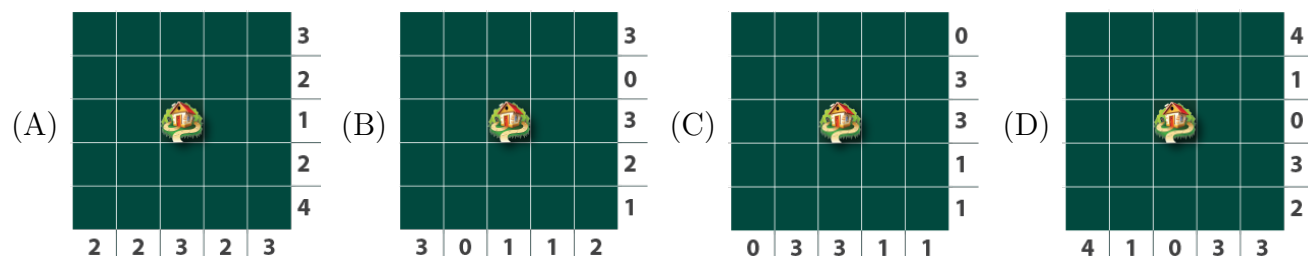 (A) 3 2 1 2 4
2 2 3 2 3
(B) 3 0 3 2 1
3 0 1 1 2
(C) 0 3 3 1 1
0 3 3 1 1
(D) 4 1 0 3 2
4 1 0 3 3